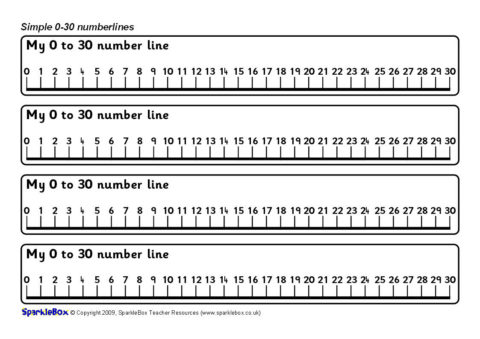 Simple 0-30 numberlines
My 0 to 30 number line
0 1 2 3 4 5 6 7 8 9 10 11 12 13 14 15 16 17 18 19 20 21 22 23 24 25 26 27 28 29 30
My 0 to 30 number line
0 1 2 3 4 5 6 7 8 9 10 11 12 13 14 15 16 17 18 19 20 21 22 23 24 25 26 27 28 29 30
My 0 to 30 number line
0 1 2 3 4 5 6 7 8 9 10 11 12 13 14 15 16 17 18 19 20 21 22 23 24 25 26 27 28 29 30
My 0 to 30 number line
0 1 2 3 4 5 6 7 8 9 10 11 12 13 14 15 16 17 18 19 20 21 22 23 24 25 26 27 28 29 30
SparkleBox © Copyright 2009, SparkleBox Teacher Resources (www.sparklebox.co.uk)